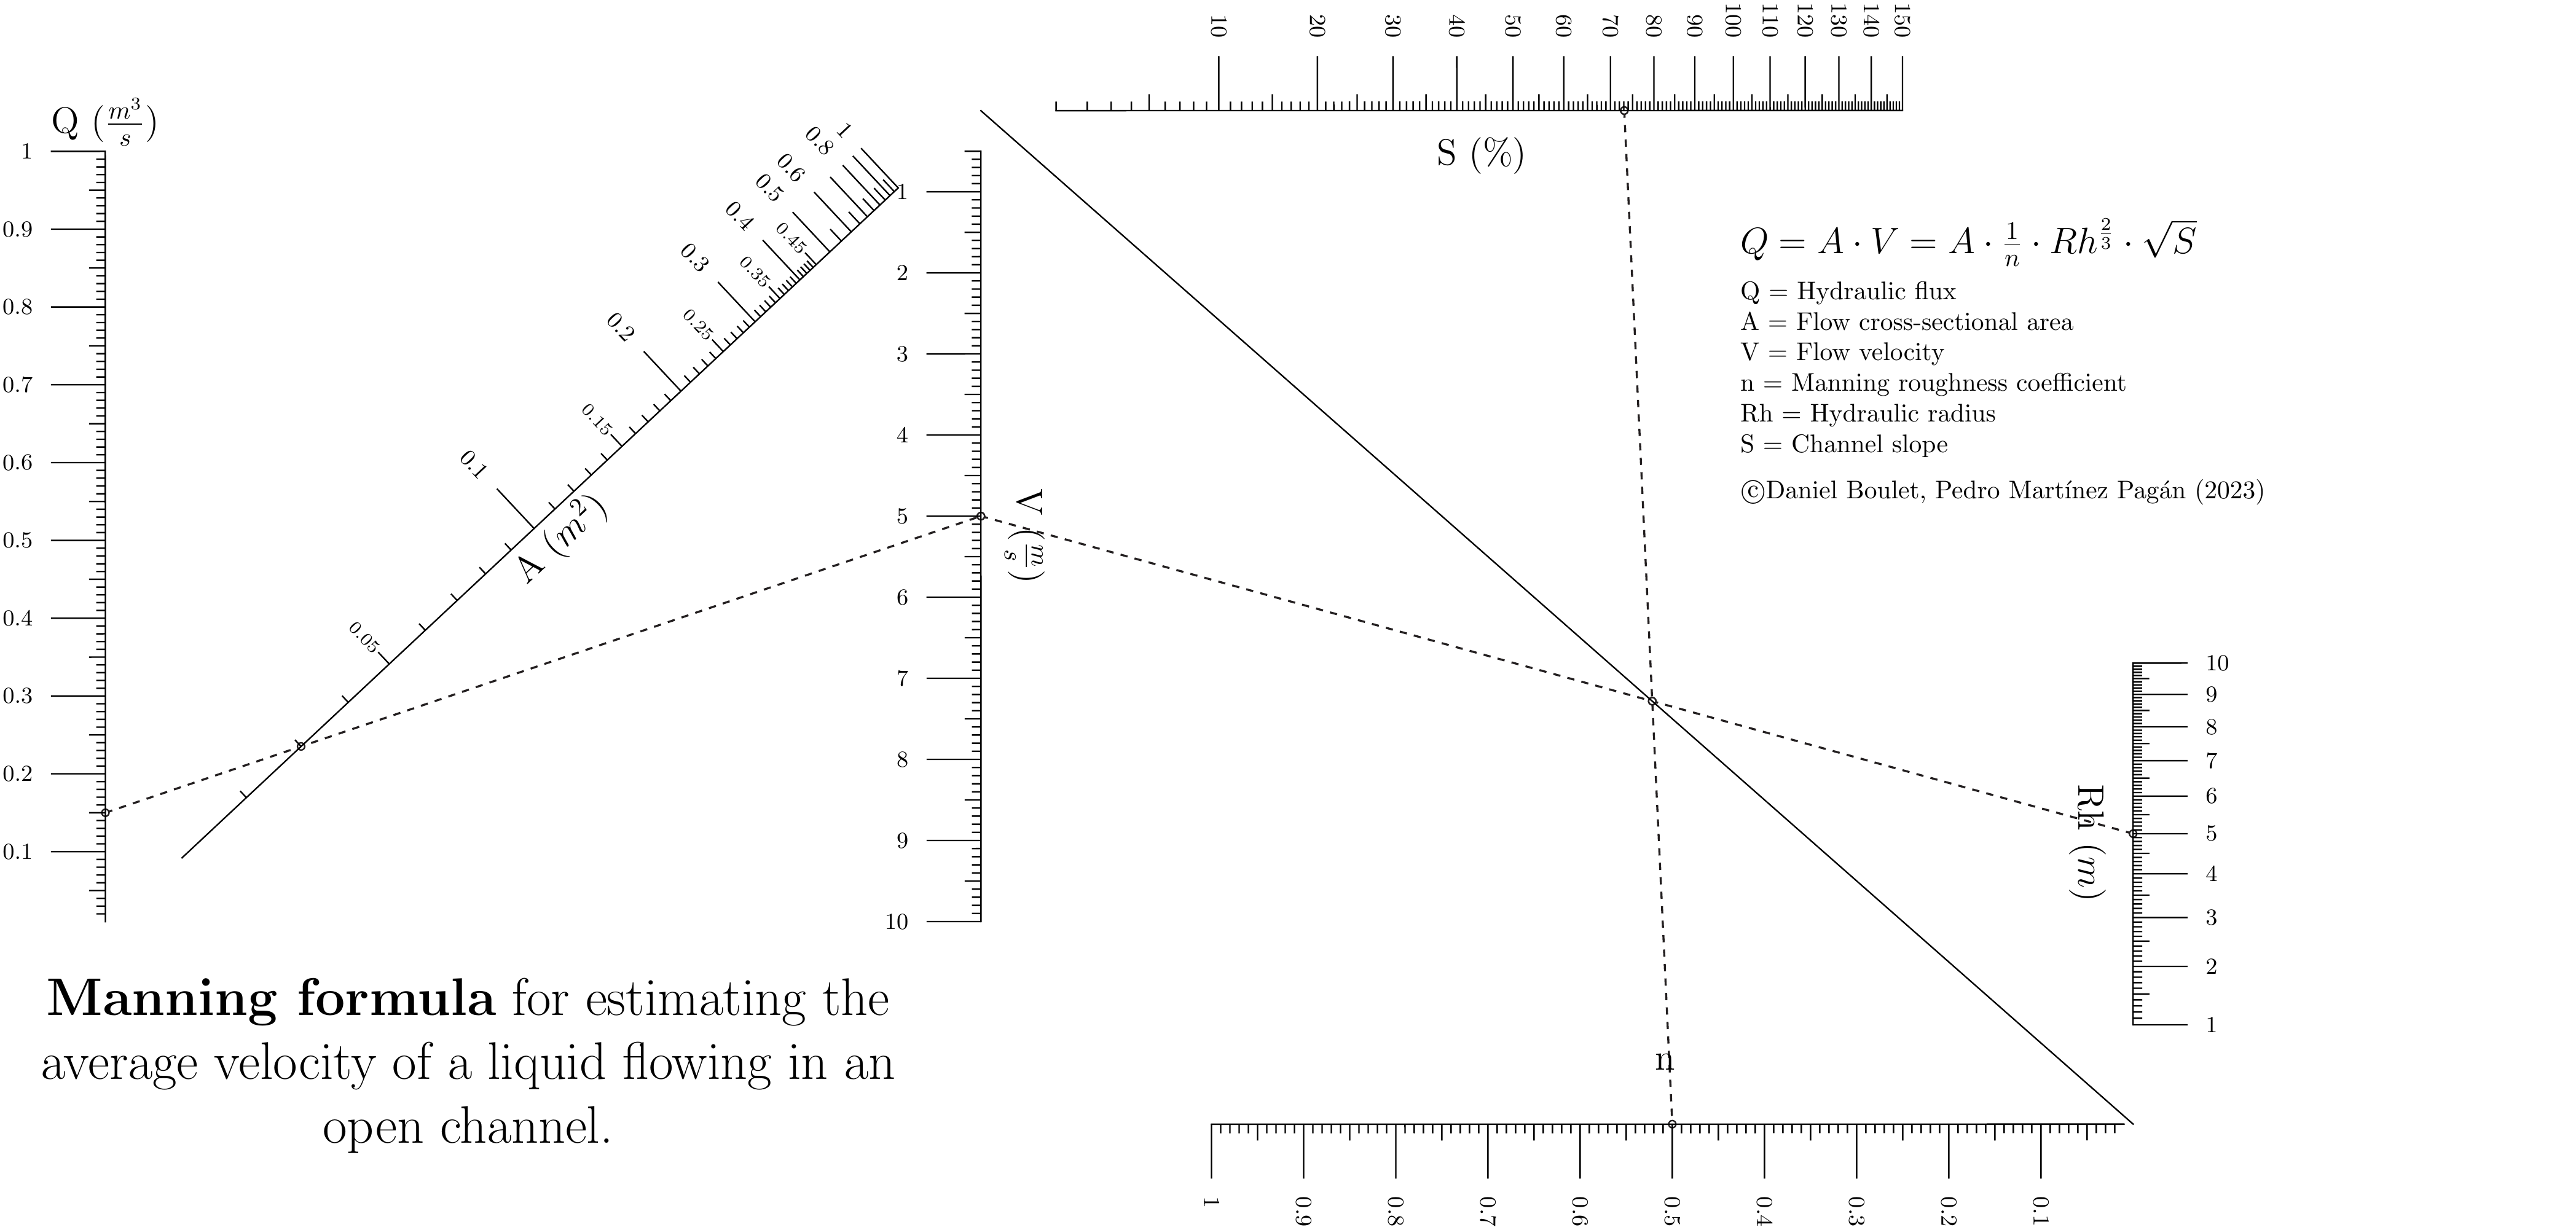 10 20 30 40 50 60 70 80 90 100 110 120 130 140 150
S (%)
Q (m³/s)
1
0.9
0.8
0.7
0.6
0.5
0.4
0.3
0.2
0.1
1
0.8
0.6
0.5
0.4
0.45
0.3
0.35
0.2
0.25
0.15
0.1
0.05
A (m²)
1
2
3
4
5
6
7
8
9
10
V (m/s)
Q = A · V = A · 1/n · Rh^(2/3) · √S
Q = Hydraulic flux
A = Flow cross-sectional area
V = Flow velocity
n = Manning roughness coefficient
Rh = Hydraulic radius
S = Channel slope
©Daniel Boulet, Pedro Martínez Pagán (2023)
10
9
8
7
6
5
4
3
2
1
Rh (m)
n
1 0.9 0.8 0.7 0.6 0.5 0.4 0.3 0.2 0.1
Manning formula for estimating the
average velocity of a liquid flowing in an
open channel.